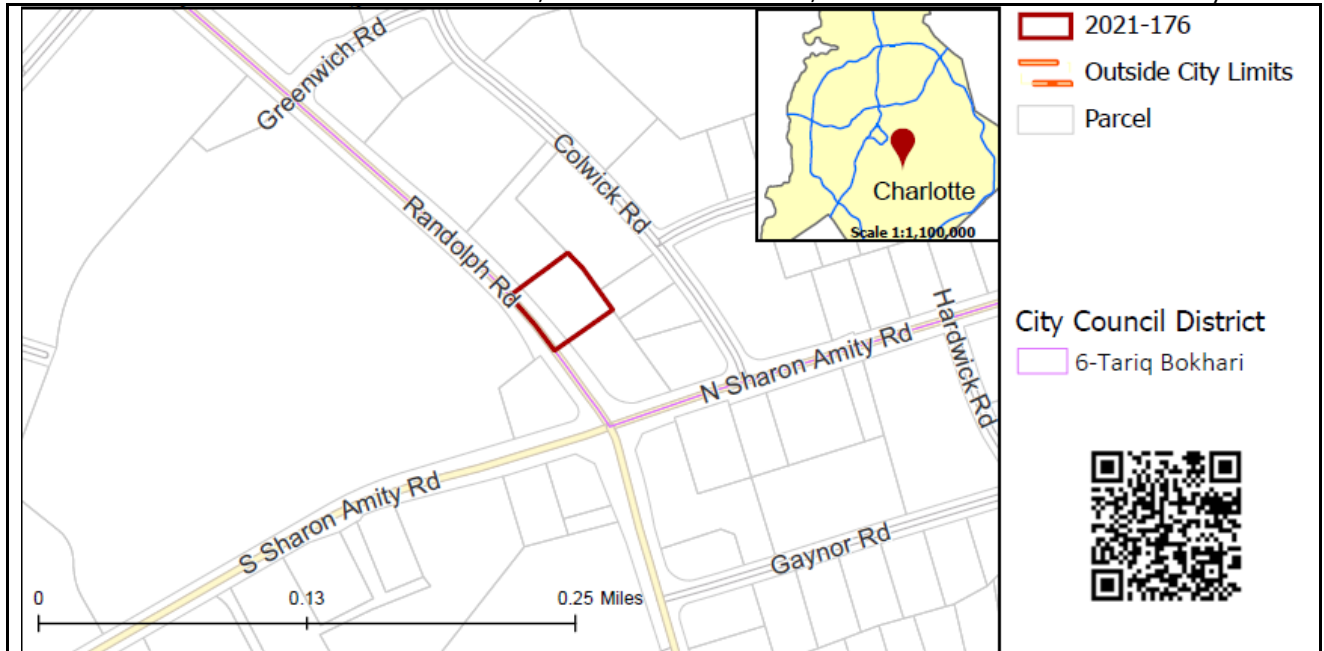 Greenwich Rd
Colwick Rd
Randolph Rd
N Sharon Amity Rd
Hardwick Rd
S Sharon Amity Rd
Gaynor Rd
0
0.13
0.25 Miles
Charlotte
Scale 1:1,100,000
2021-176
Outside City Limits
Parcel
City Council District
6-Tariq Bokhari